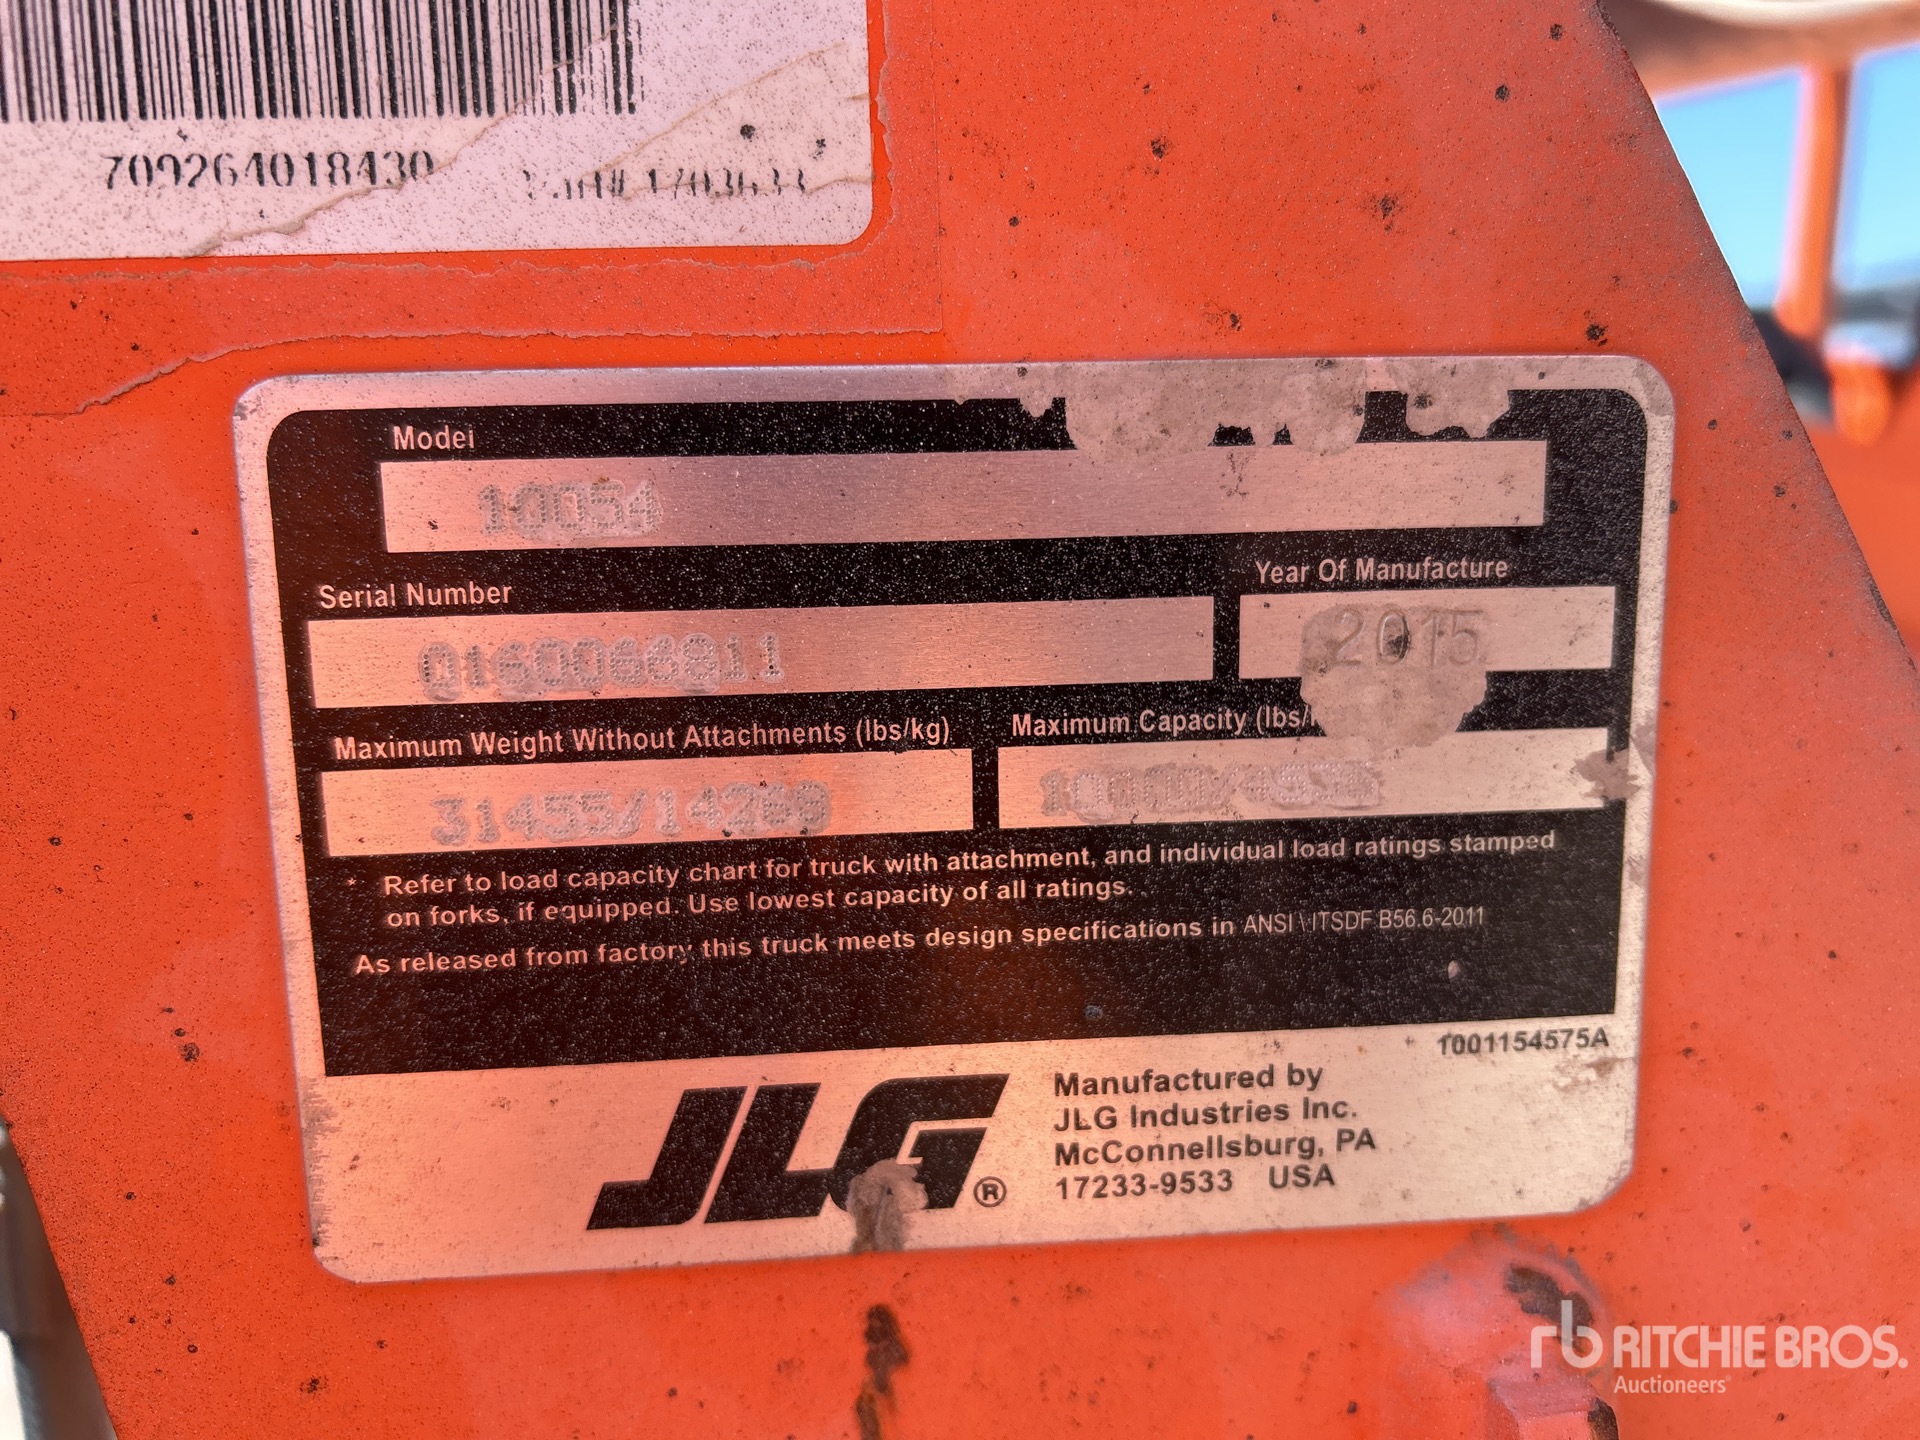 709264018430
Model
10054
Serial Number
Year Of Manufacture
0160066811
2015
Maximum Weight Without Attachments (lbs/kg)
Maximum Capacity
31455/14268
* Refer to load capacity chart for truck with attachment, and individual load ratings stamped
on forks, if equipped. Use lowest capacity of all ratings.
As released from factory this truck meets design specifications in ANSI \ ITSDF B56.6-2011
1001154575A
JLG®
Manufactured by
JLG Industries Inc.
McConnellsburg, PA
17233-9533 USA
rb RITCHIE BROS.
Auctioneers